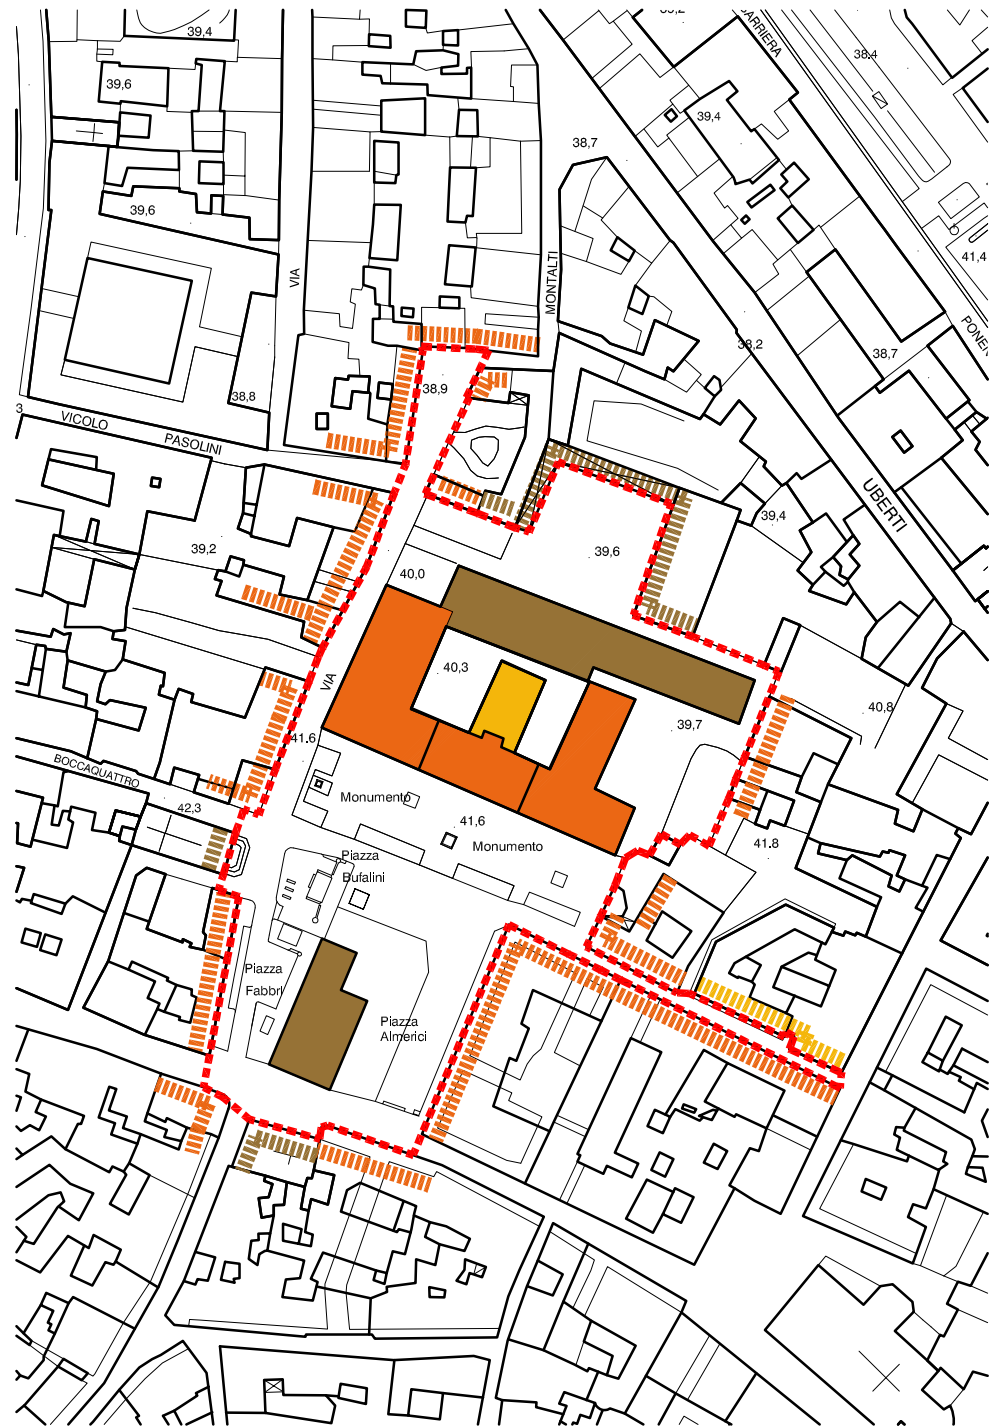 39,2
39,4
CARRIERA
38,4
39,6
39,4
38,7
39,6
41,4
VIA
MONTALTI
PONEN
38,2
38,7
38,9
38,8
3
VICOLO
PASOLINI
UBERTI
39,4
39,2
39,6
40,0
40,3
VIA
40,8
39,7
41.6
BOCCAQUATTRO
Monumento
42,3
41,6
Monumento
41.8
Piazza
Bufalini
Piazza
Fabbri
Piazza
Almerici